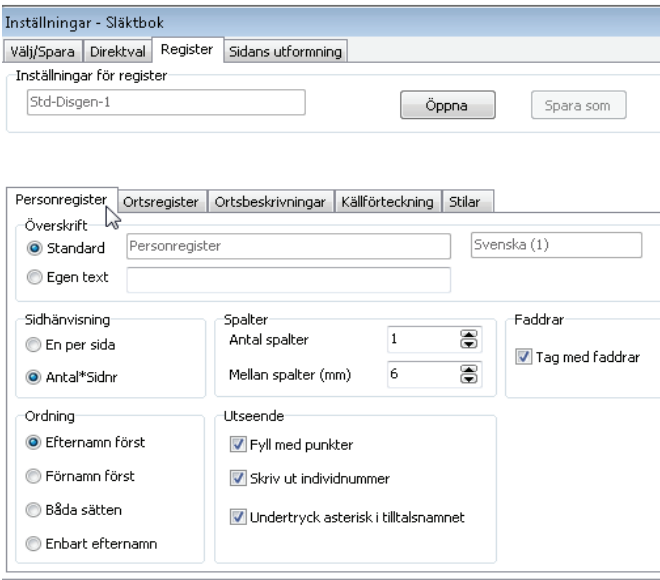 Inställningar - Släktbok
Välj/Spara Direktval Register Sidans utformning
Inställningar för register
Std-Disgen-1 Öppna Spara som
Personregister Ortsregister Ortsbeskrivningar Källförteckning Stilar
Överskrift
Standard Personregister Svenska (1)
Egen text
Sidhänvisning Spalter Faddrar
En per sida Antal spalter 1 Tag med faddrar
Antal*Sidnr Mellan spalter (mm) 6
Ordning Utseende
Efternamn först Fyll med punkter
Förnamn först Skriv ut individnummer
Båda sätten Undertryck asterisk i tilltalsnamnet
Enbart efternamn